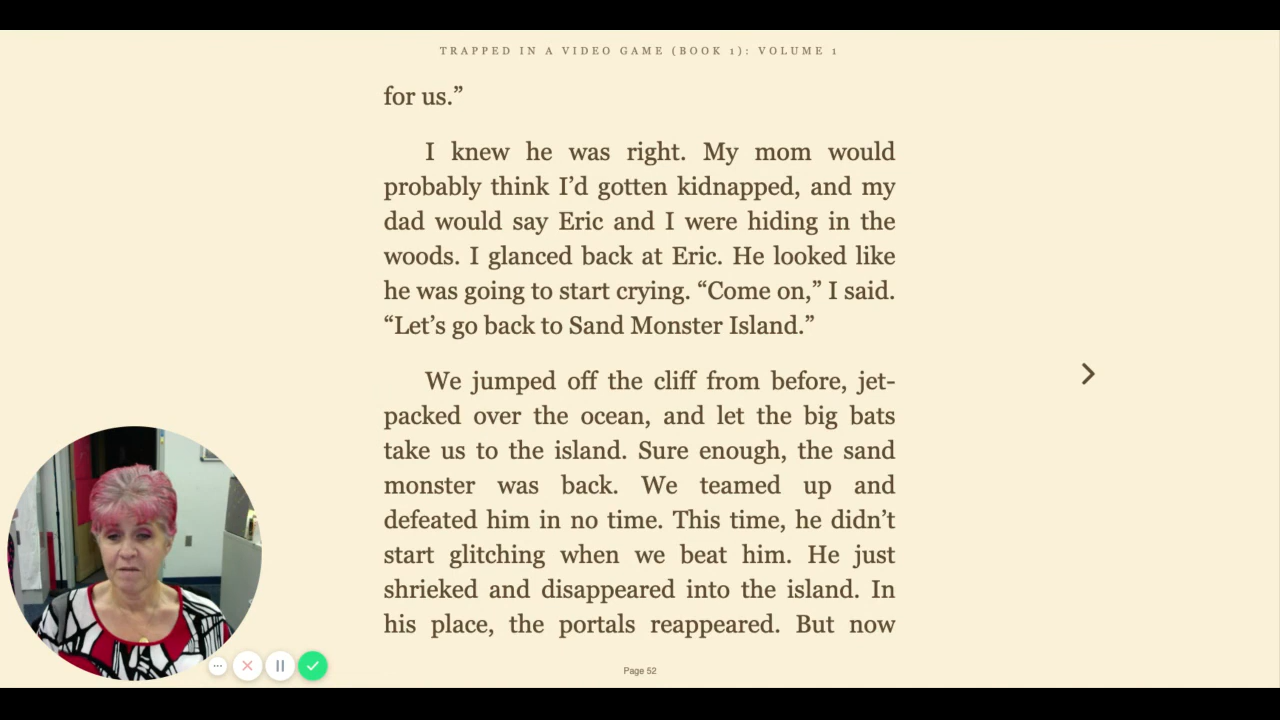 TRAPPED IN A VIDEO GAME (BOOK 1): VOLUME 1
for us.”
I knew he was right. My mom would
probably think I’d gotten kidnapped, and my
dad would say Eric and I were hiding in the
woods. I glanced back at Eric. He looked like
he was going to start crying. “Come on,” I said.
“Let’s go back to Sand Monster Island.”
We jumped off the cliff from before, jet-
packed over the ocean, and let the big bats
take us to the island. Sure enough, the sand
monster was back. We teamed up and
defeated him in no time. This time, he didn’t
start glitching when we beat him. He just
shrieked and disappeared into the island. In
his place, the portals reappeared. But now
Page 52